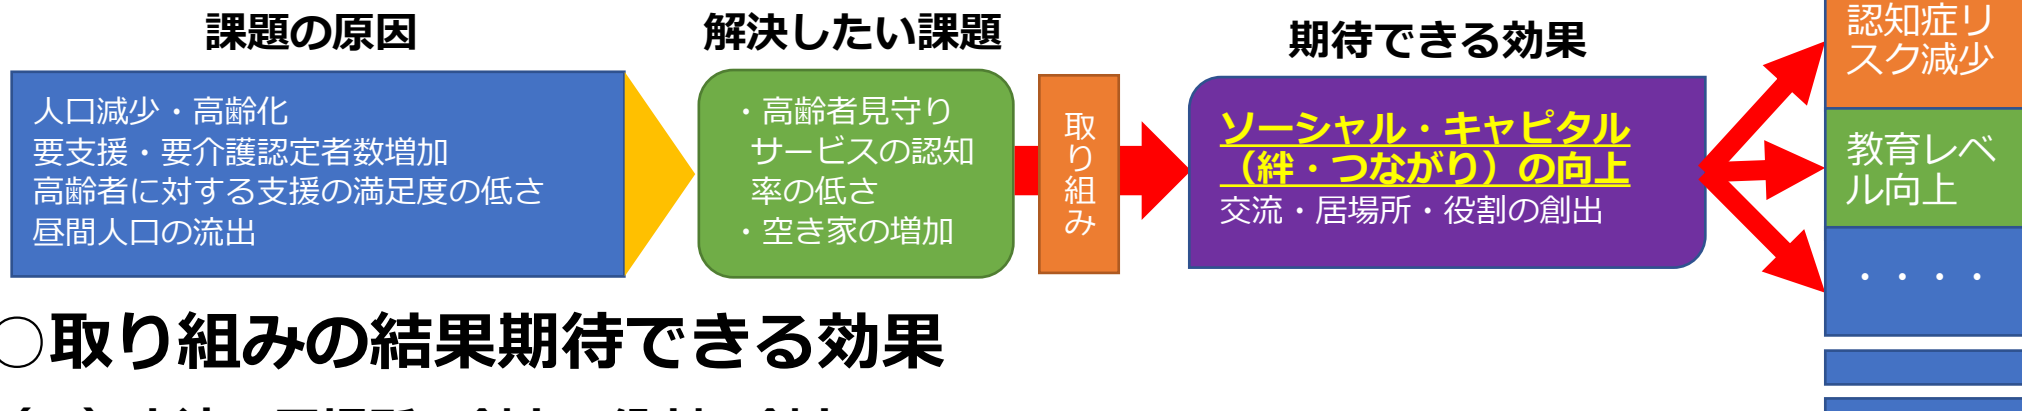 課題の原因
人口減少・高齢化
要支援・要介護認定者数増加
高齢者に対する支援の満足度の低さ
昼間人口の流出
解決したい課題
・高齢者見守り
サービスの認知
率の低さ
・空き家の増加
取り組み
期待できる効果
ソーシャル・キャピタル
（絆・つながり）の向上
交流・居場所・役割の創出
認知症リ
スク減少
教育レベ
ル向上
・・・・
○取り組みの結果期待できる効果